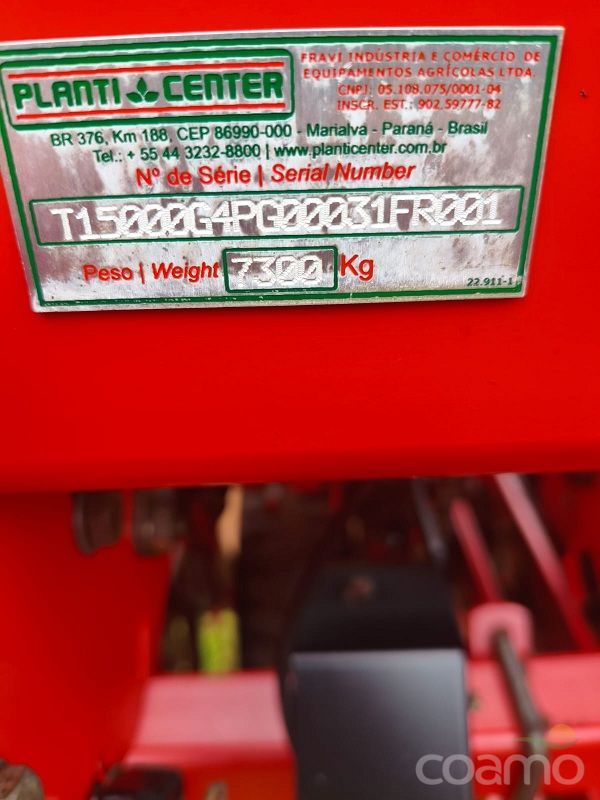 PLANTI CENTER
FRAVI INDÚSTRIA E COMÉRCIO DE
EQUIPAMENTOS AGRÍCOLAS LTDA.
CNPJ: 05.108.075/0001-04
INSCR. EST.: 902.59777-82
BR 376, Km 188, CEP 86990-000 - Marialva - Paraná - Brasil
Tel.: + 55 44 3232-8800 | www.planticenter.com.br
Nº de Série | Serial Number
T15000G4PG00031FR001
Peso | Weight 7300 Kg
22.911-1
coamo